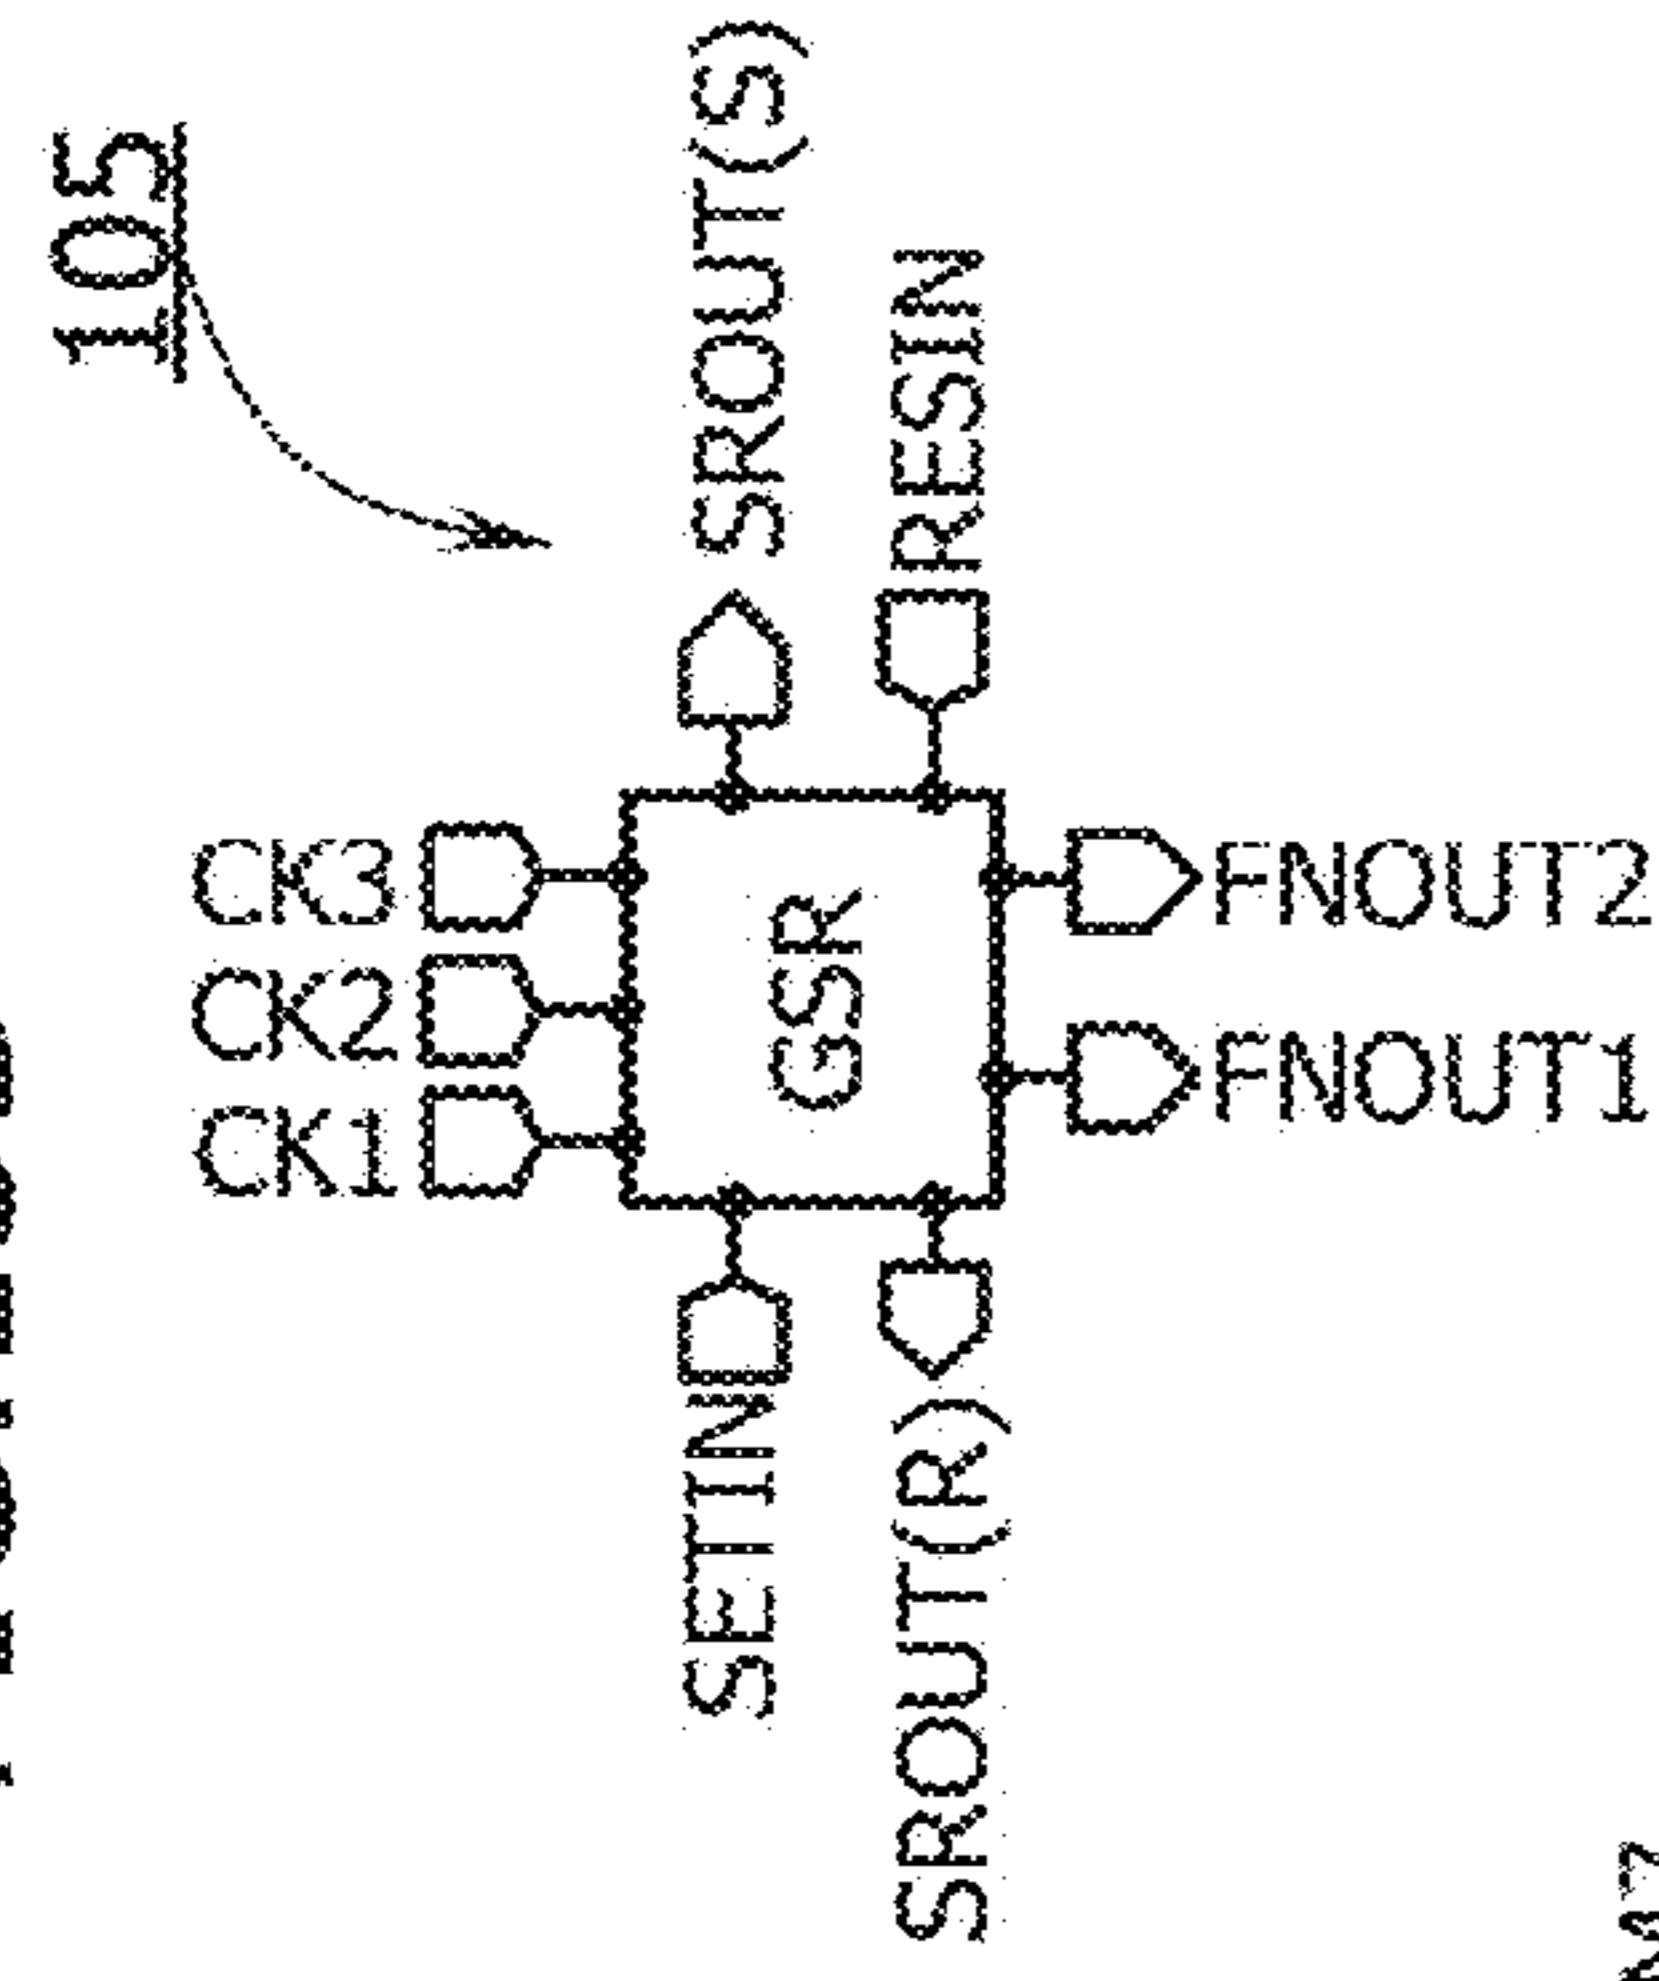 105
SROUT(S)
RESIN
CK3
CK2
CK1
GSR
FNOUT2
FNOUT1
SETIN
SROUT(R)